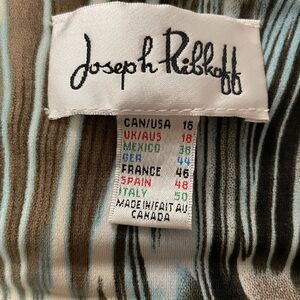 Joseph Ribkoff
CAN/USA 16
UK/AUS 18
MEXICO 38
GER 44
FRANCE 46
SPAIN 48
ITALY 50
MADE IN/FAIT AU
CANADA